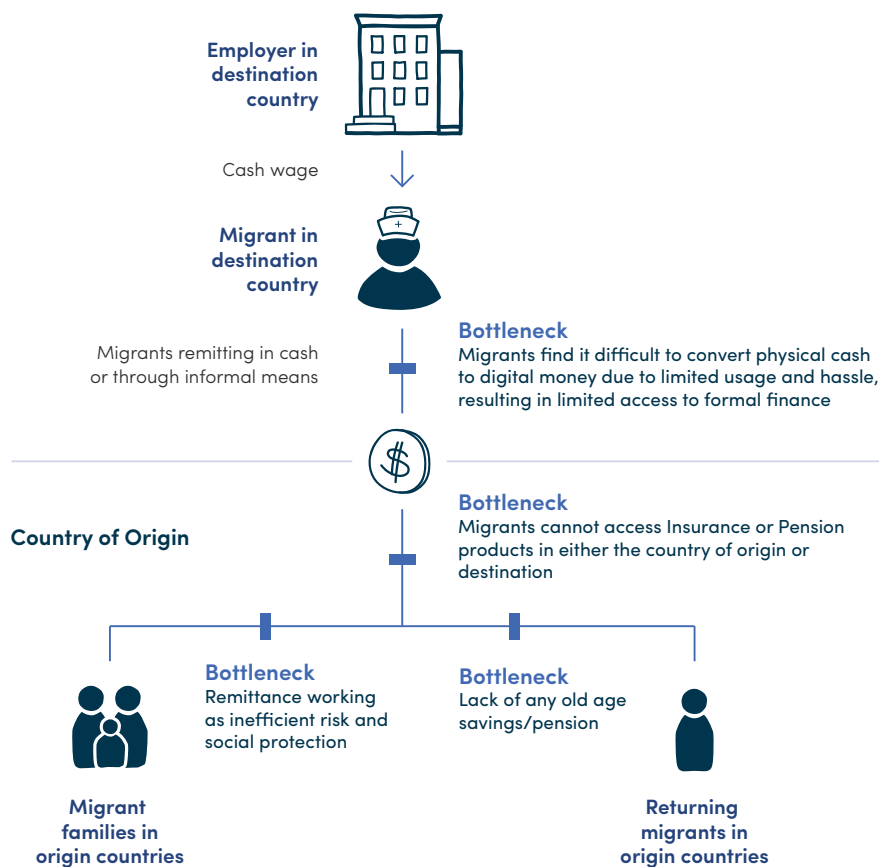 Employer in
destination
country
Cash wage
Migrant in
destination
country
Migrants remitting in cash
or through informal means
Bottleneck
Migrants find it difficult to convert physical cash
to digital money due to limited usage and hassle,
resulting in limited access to formal finance
$
Country of Origin
Bottleneck
Migrants cannot access Insurance or Pension
products in either the country of origin or
destination
Bottleneck
Remittance working
as inefficient risk and
social protection
Bottleneck
Lack of any old age
savings/pension
Migrant
families in
origin countries
Returning
migrants in
origin countries